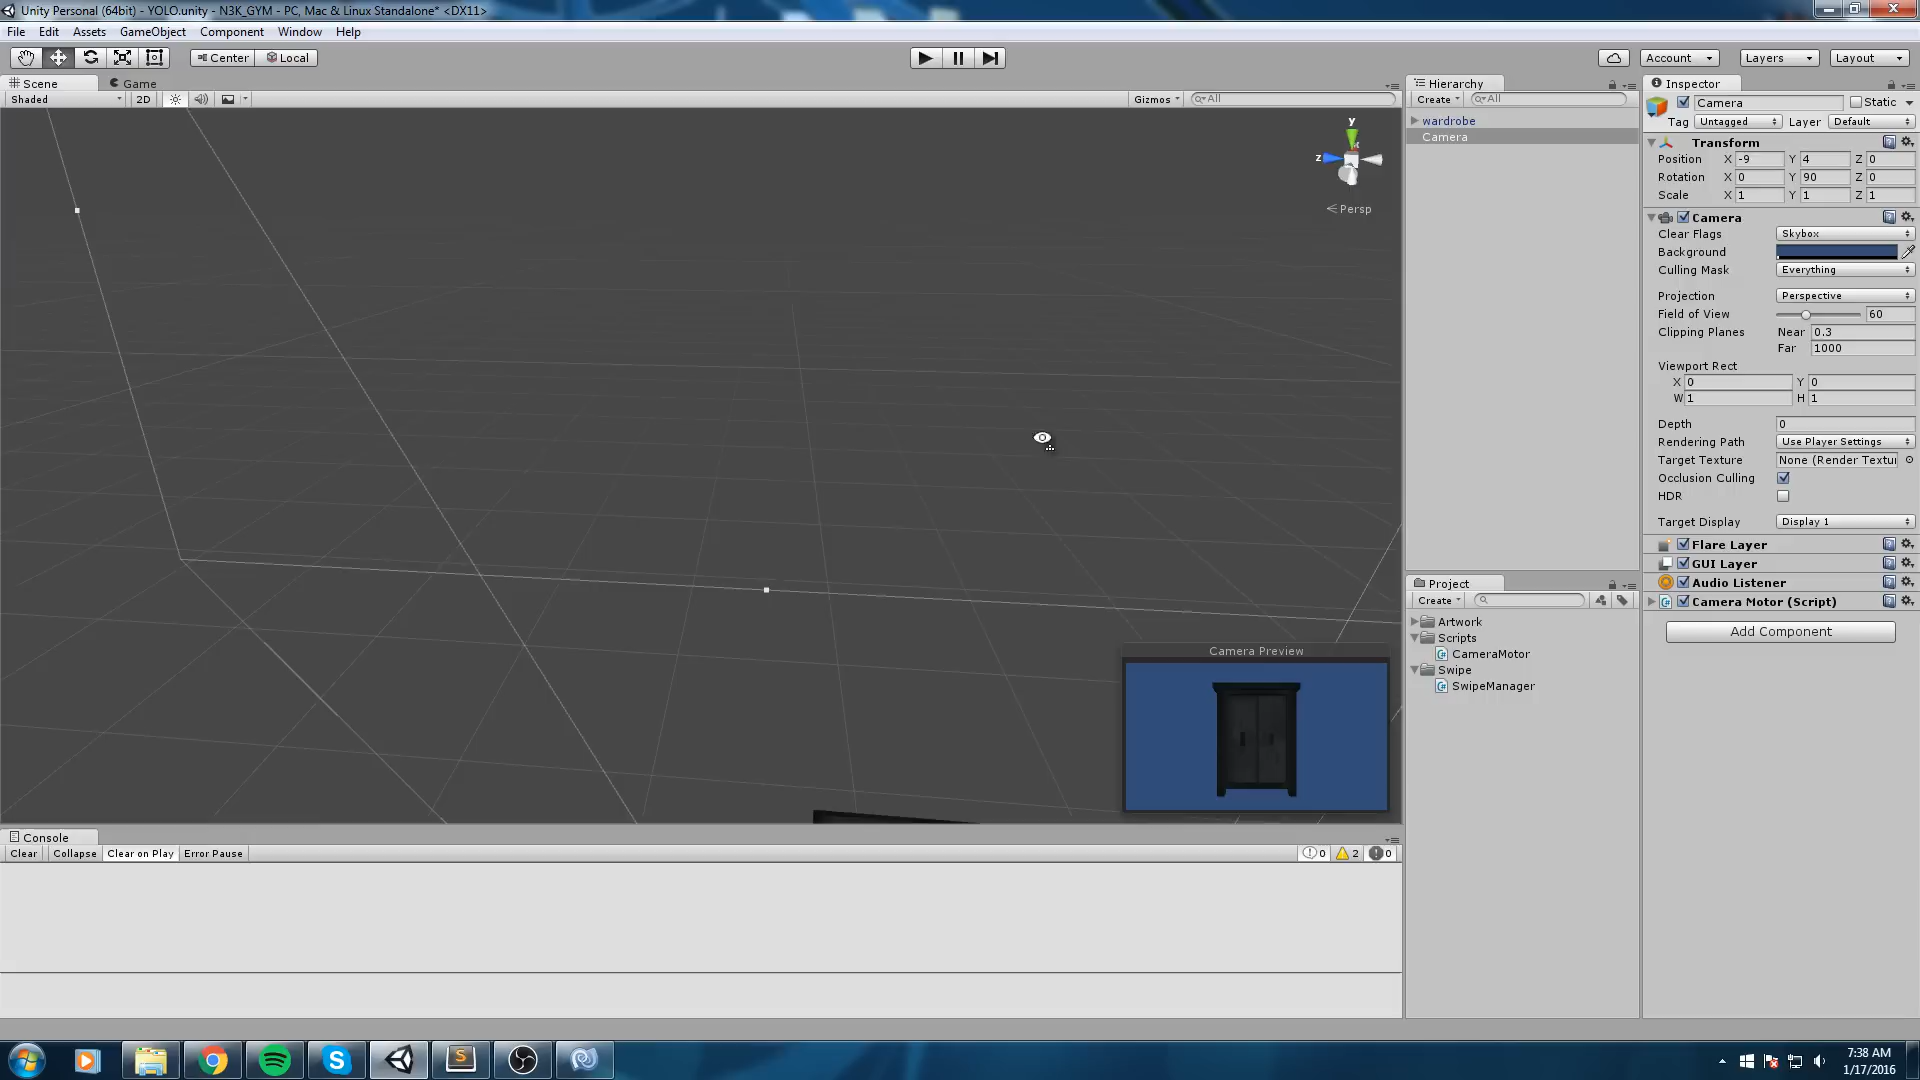 Unity Personal (64bit) - YOLO.unity - N3K_GYM - PC, Mac & Linux Standalone* <DX11>
File Edit Assets GameObject Component Window Help
Center Local Account Layers Layout
Scene Game
Shaded 2D Gizmos All
Hierarchy
Create All
wardrobe
Camera
y
z
x
Persp
Camera Preview
Project
Create
Artwork
Scripts
CameraMotor
Swipe
SwipeManager
Inspector
Camera Static
Tag Untagged Layer Default
Transform
Position X -9 Y 4 Z 0
Rotation X 0 Y 90 Z 0
Scale X 1 Y 1 Z 1
Camera
Clear Flags Skybox
Background
Culling Mask Everything
Projection Perspective
Field of View 60
Clipping Planes Near 0.3
Far 1000
Viewport Rect
X 0 Y 0
W 1 H 1
Depth 0
Rendering Path Use Player Settings
Target Texture None (Render Textu
Occlusion Culling
HDR
Target Display Display 1
Flare Layer
GUI Layer
Audio Listener
Camera Motor (Script)
Add Component
Console
Clear Collapse Clear on Play Error Pause 0 2 0
7:38 AM
1/17/2016